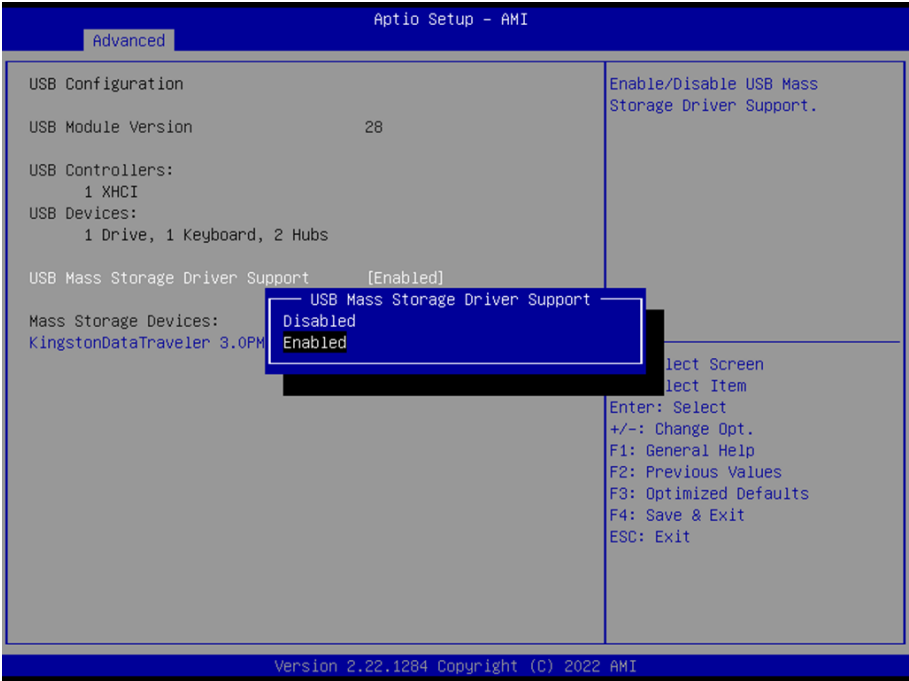 Aptio Setup – AMI
Advanced
USB Configuration
USB Module Version 28
USB Controllers:
1 XHCI
USB Devices:
1 Drive, 1 Keyboard, 2 Hubs
USB Mass Storage Driver Support [Enabled]
Mass Storage Devices:
KingstonDataTraveler 3.0PM
USB Mass Storage Driver Support
Disabled
Enabled
Enable/Disable USB Mass
Storage Driver Support.
lect Screen
lect Item
Enter: Select
+/-: Change Opt.
F1: General Help
F2: Previous Values
F3: Optimized Defaults
F4: Save & Exit
ESC: Exit
Version 2.22.1284 Copyright (C) 2022 AMI